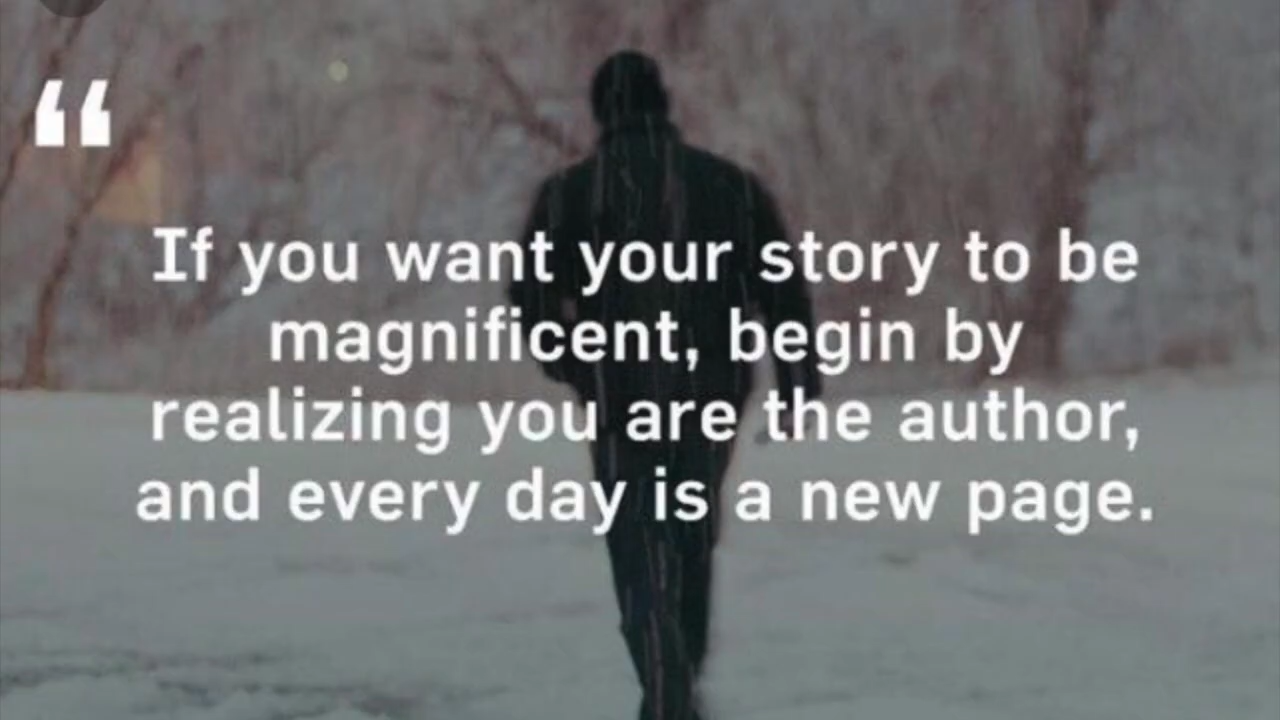 “
If you want your story to be
magnificent, begin by
realizing you are the author,
and every day is a new page.